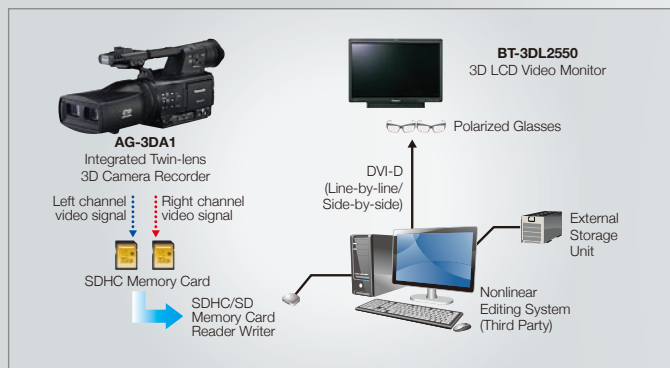 AG-3DA1
Integrated Twin-lens
3D Camera Recorder
Left channel
video signal
Right channel
video signal
SDHC Memory Card
SDHC/SD
Memory Card
Reader Writer
BT-3DL2550
3D LCD Video Monitor
Polarized Glasses
DVI-D
(Line-by-line/
Side-by-side)
External
Storage
Unit
Nonlinear
Editing System
(Third Party)